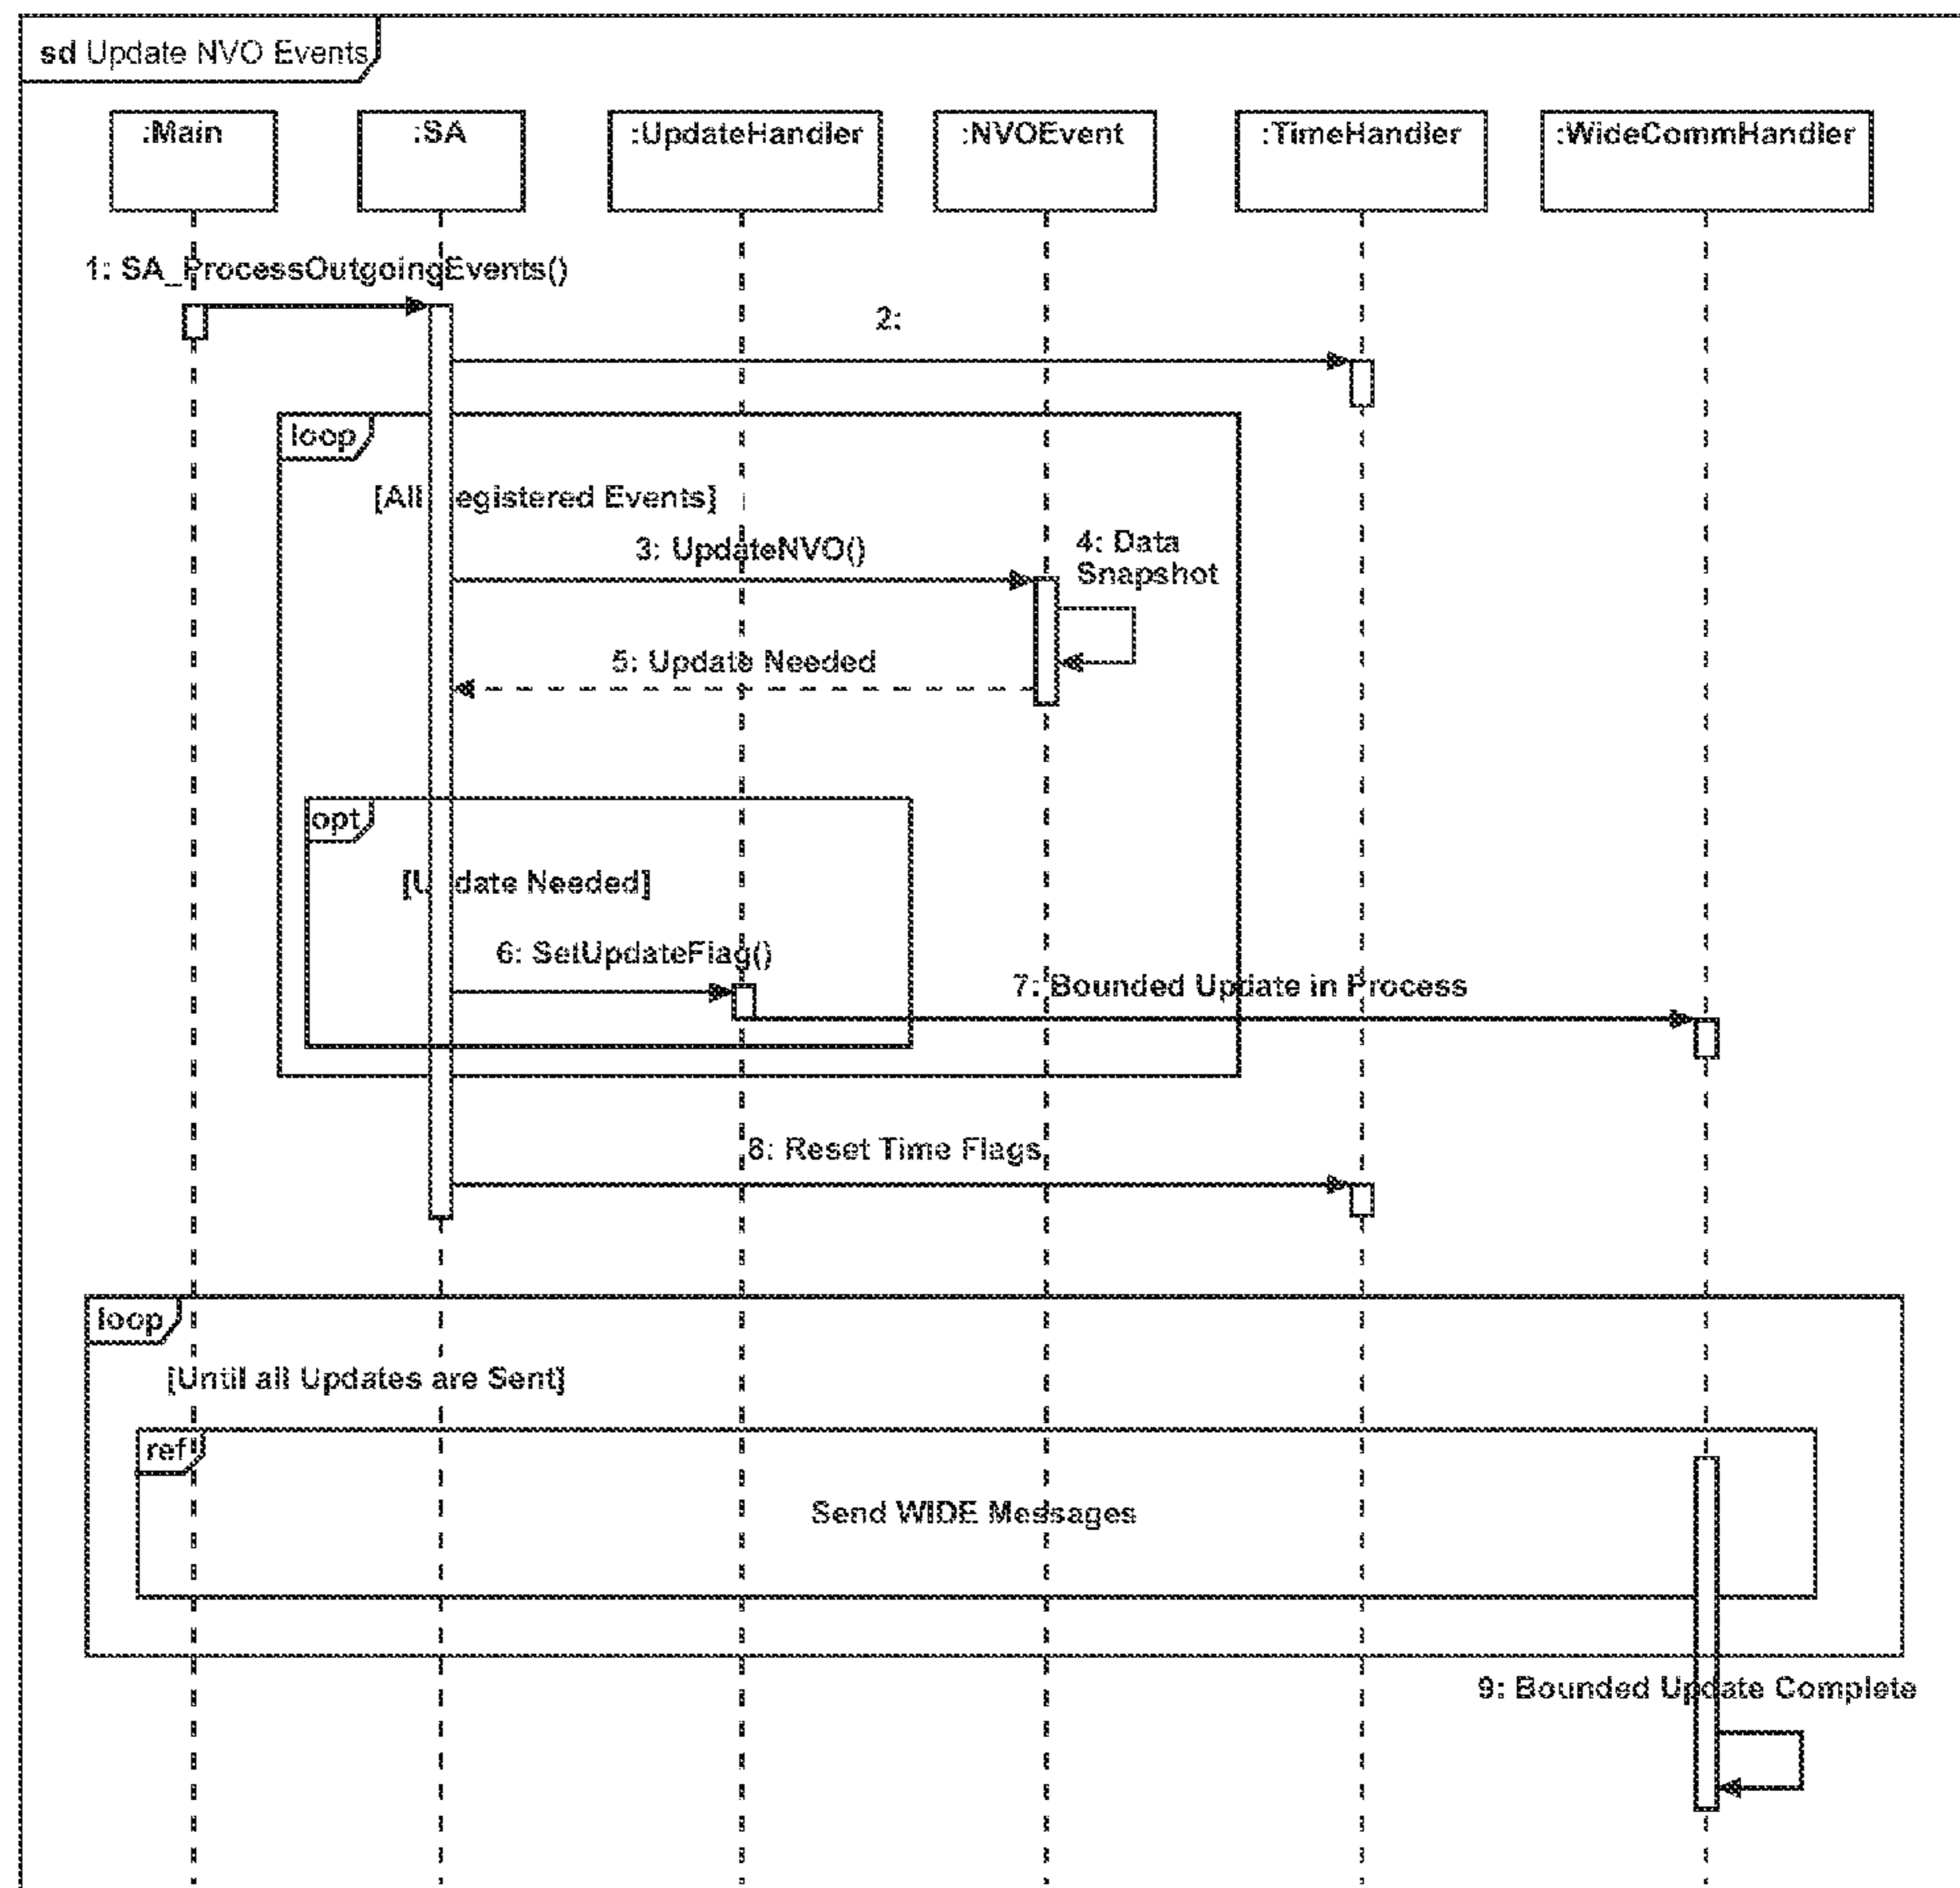 sd Update NVO Events
:Main
:SA
:UpdateHandler
:NVOEvent
:TimeHandler
:WideCommHandler
1: SA_ProcessOutgoingEvents()
2:
loop
[All egistered Events]
3: UpdateNVO()
4: Data
Snapshot
5: Update Needed
opt
[U date Needed]
6: SetUpdateFlag()
7: Bounded Update in Process
8: Reset Time Flags
loop
[Until all Updates are Sent]
ref
Send WIDE Messages
9: Bounded Update Complete